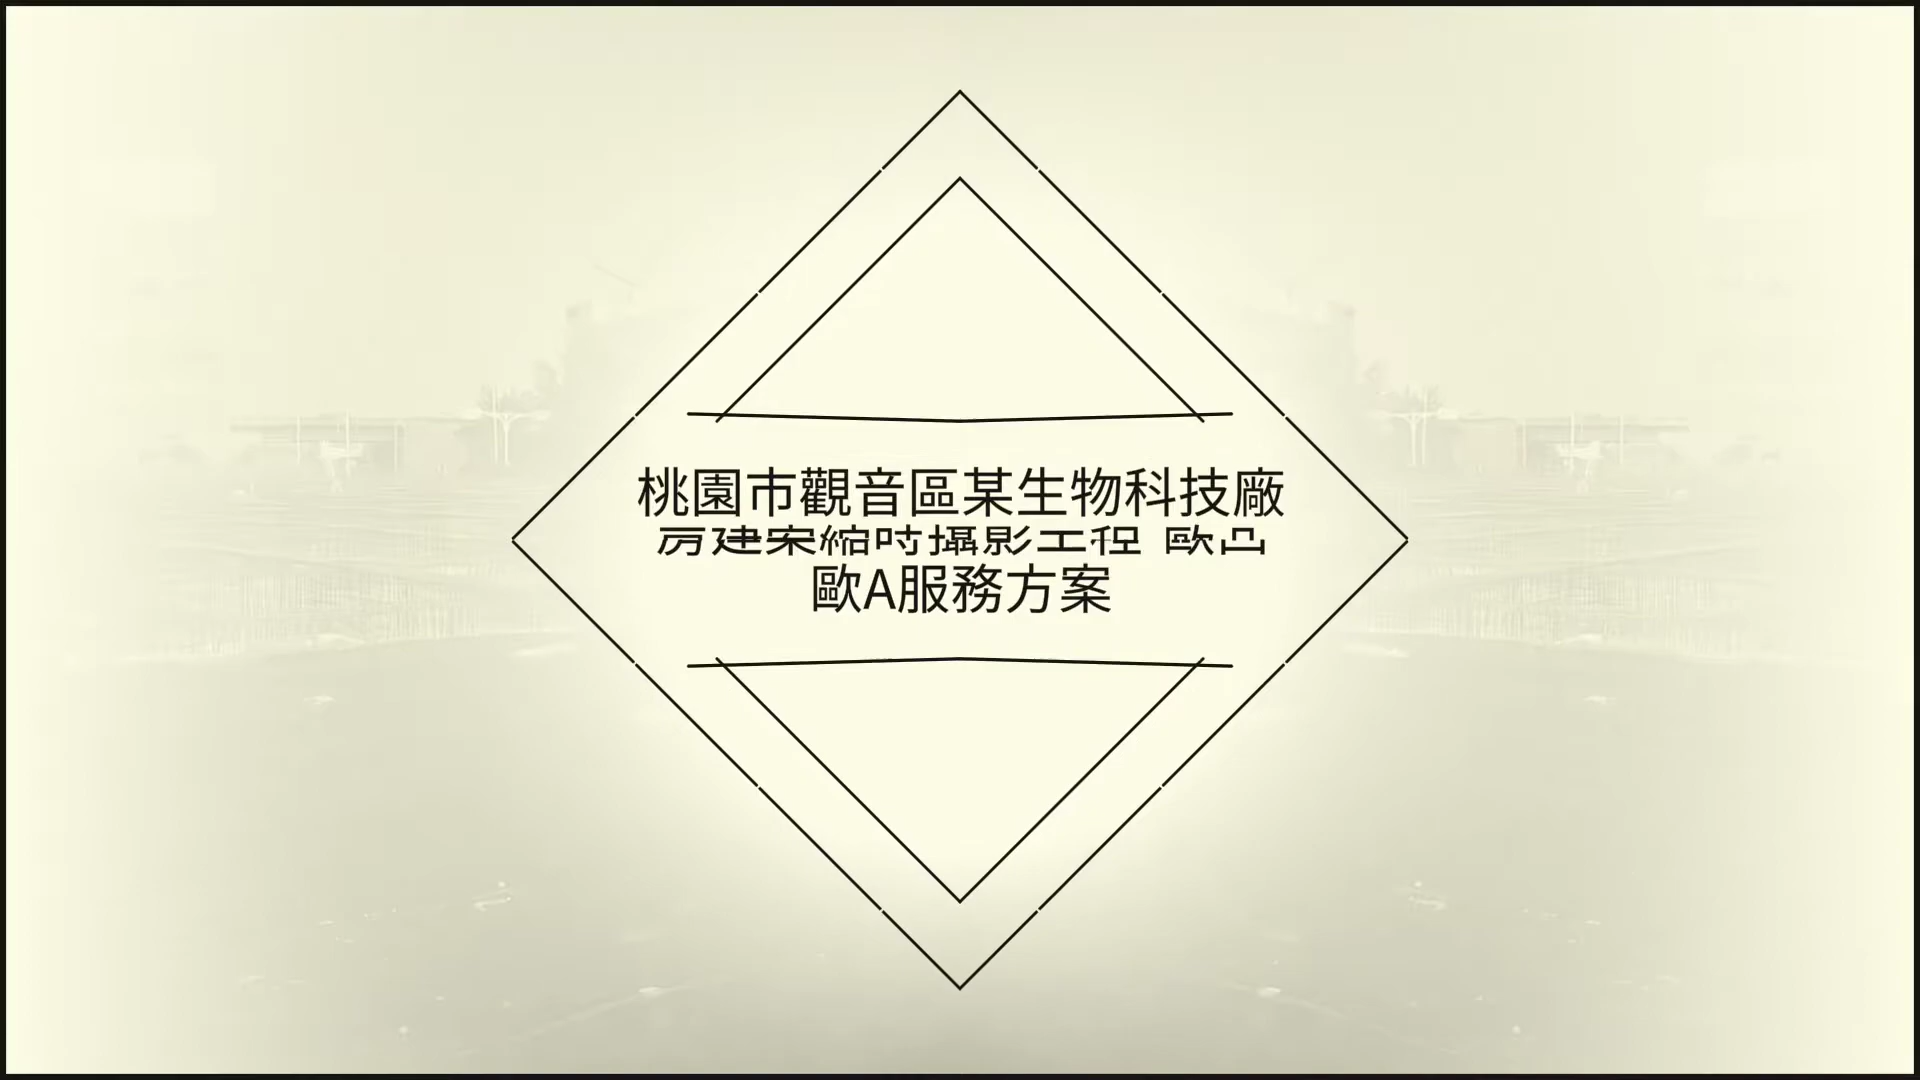 桃園市觀音區某生物科技廠
房建案縮時攝影工程 歐
歐A服務方案